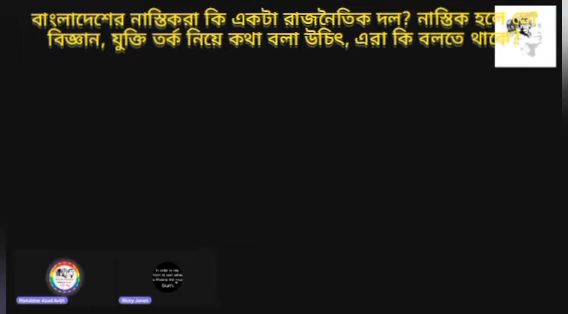 বাংলাদেশের নাস্তিকরা কি একটা রাজনৈতিক দল? নাস্তিক হলে তো
বিজ্ঞান, যুক্তি তর্ক নিয়ে কথা বলা উচিৎ, এরা কি বলতে থাকে?